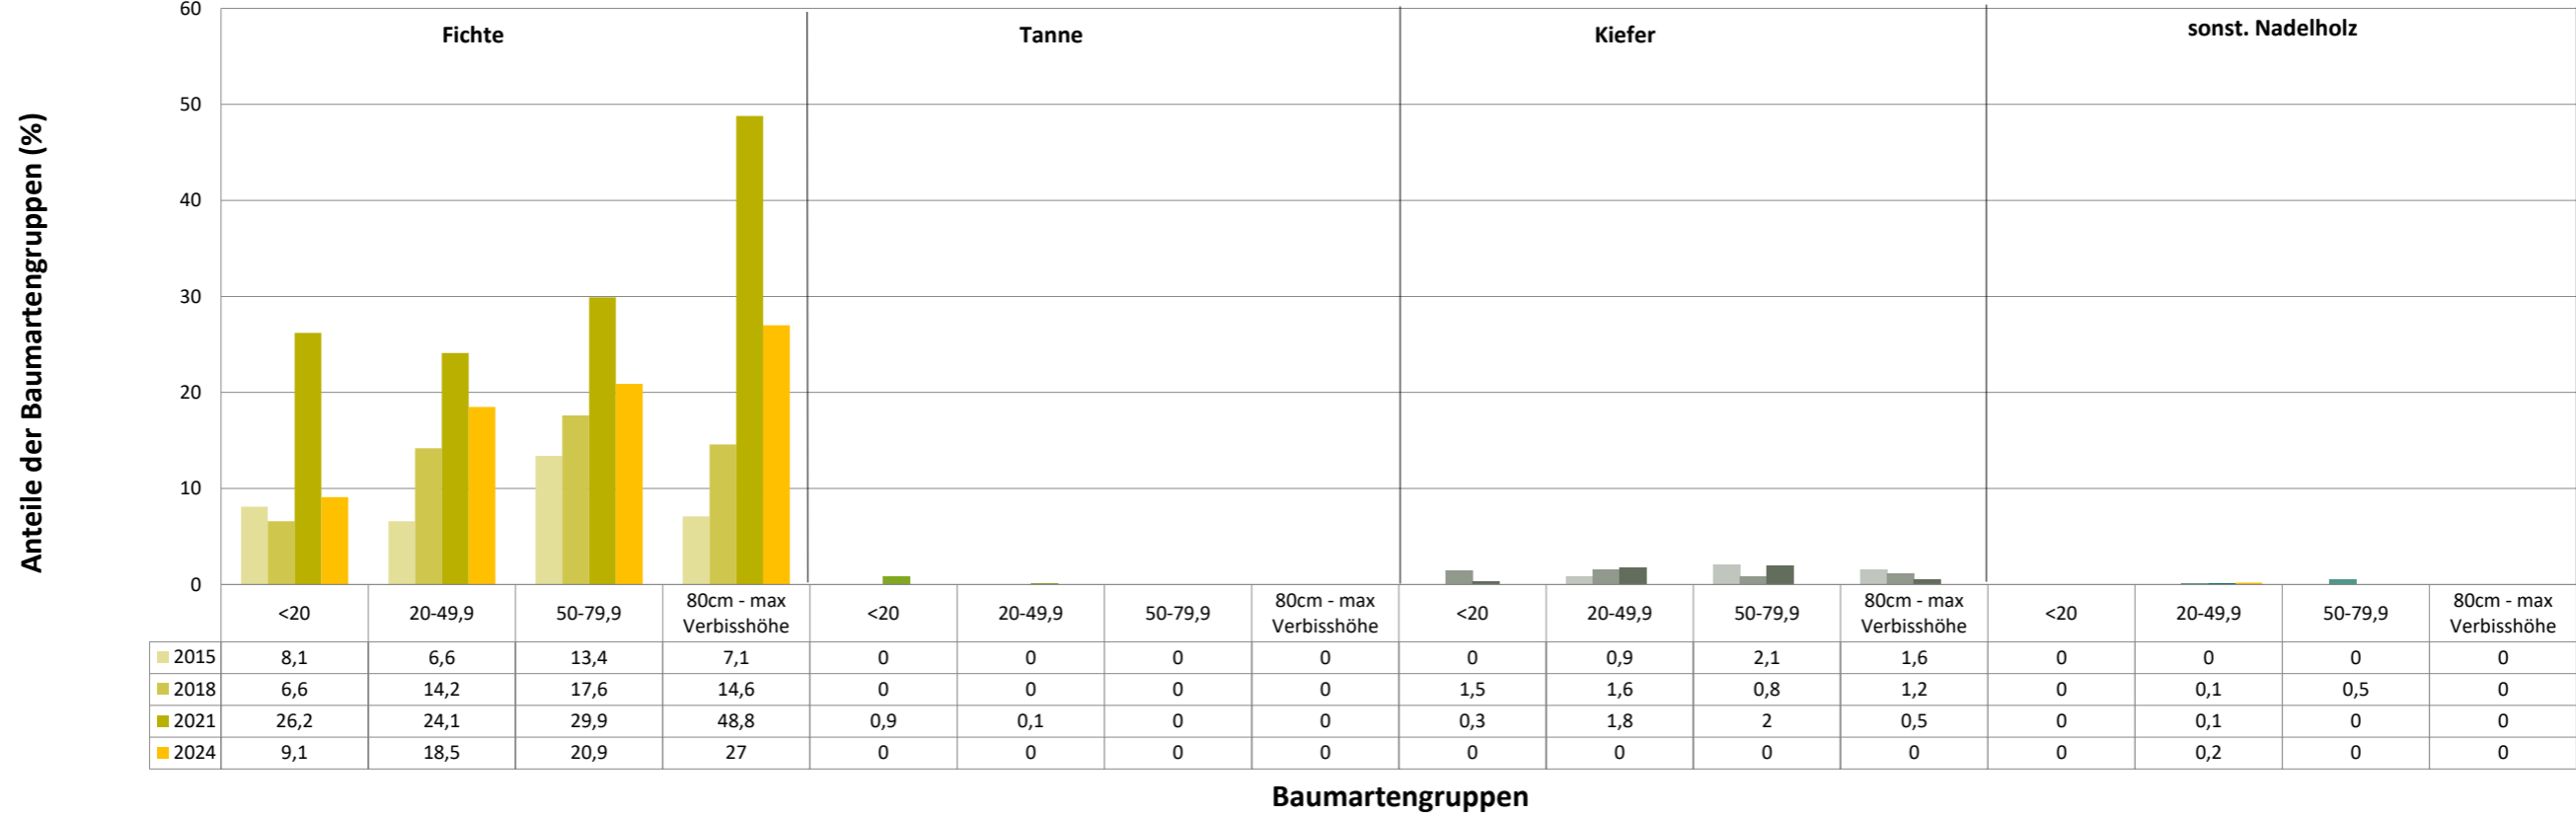 Anteile der Baumartengruppen (%)
60
50
40
30
20
10
0
Fichte Tanne Kiefer sonst. Nadelholz
<20 20-49,9 50-79,9 80cm - max Verbisshöhe <20 20-49,9 50-79,9 80cm - max Verbisshöhe <20 20-49,9 50-79,9 80cm - max Verbisshöhe <20 20-49,9 50-79,9 80cm - max Verbisshöhe
2015 8,1 6,6 13,4 7,1 0 0 0 0 0 0,9 2,1 1,6 0 0 0 0
2018 6,6 14,2 17,6 14,6 0 0 0 0 1,5 1,6 0,8 1,2 0 0,1 0,5 0
2021 26,2 24,1 29,9 48,8 0,9 0,1 0 0 0,3 1,8 2 0,5 0 0,1 0 0
2024 9,1 18,5 20,9 27 0 0 0 0 0 0 0 0 0 0,2 0 0
Baumartengruppen